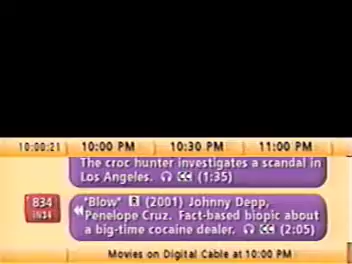 10:00:21 10:00 PM 10:30 PM 11:00 PM
The croc hunter investigates a scandal in
Los Angeles. CC (1:35)
834
"Blow" R (2001) Johnny Depp,
Penelope Cruz. Fact-based biopic about
a big-time cocaine dealer. CC (2:05)
Movies on Digital Cable at 10:00 PM